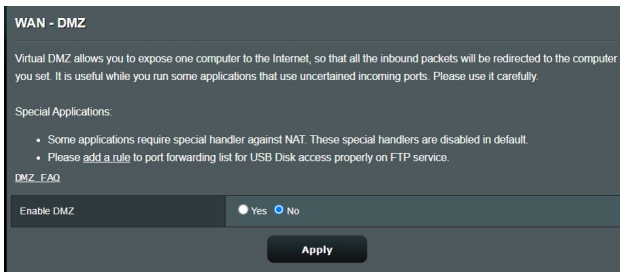 WAN - DMZ
Virtual DMZ allows you to expose one computer to the Internet, so that all the inbound packets will be redirected to the computer
you set. It is useful while you run some applications that use uncertained incoming ports. Please use it carefully.
Special Applications:
• Some applications require special handler against NAT. These special handlers are disabled in default.
• Please add a rule to port forwarding list for USB Disk access properly on FTP service.
DMZ FAQ
Enable DMZ Yes No
Apply